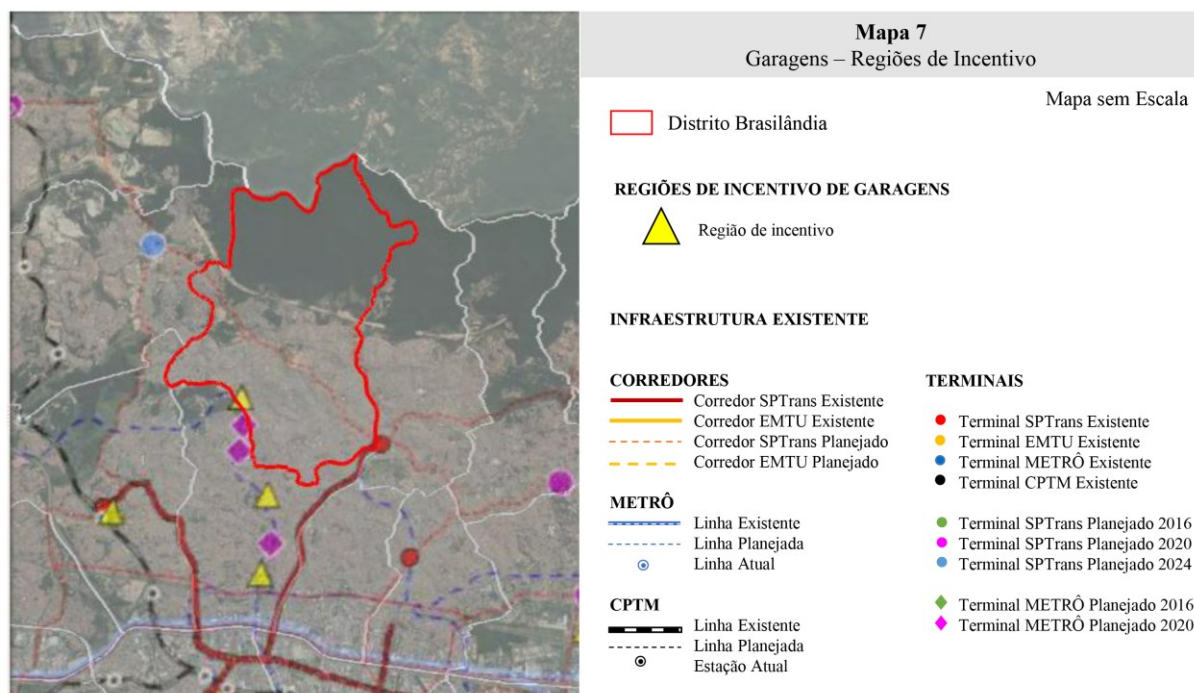 Mapa 7
Garagens – Regiões de Incentivo
Mapa sem Escala
Distrito Brasilândia
REGIÕES DE INCENTIVO DE GARAGENS
Região de incentivo
INFRAESTRUTURA EXISTENTE
CORREDORES
Corredor SPTrans Existente
Corredor EMTU Existente
Corredor SPTrans Planejado
Corredor EMTU Planejado
METRÔ
Linha Existente
Linha Planejada
Linha Atual
CPTM
Linha Existente
Linha Planejada
Estação Atual
TERMINAIS
Terminal SPTrans Existente
Terminal EMTU Existente
Terminal METRÔ Existente
Terminal CPTM Existente
Terminal SPTrans Planejado 2016
Terminal SPTrans Planejado 2020
Terminal SPTrans Planejado 2024
Terminal METRÔ Planejado 2016
Terminal METRÔ Planejado 2020